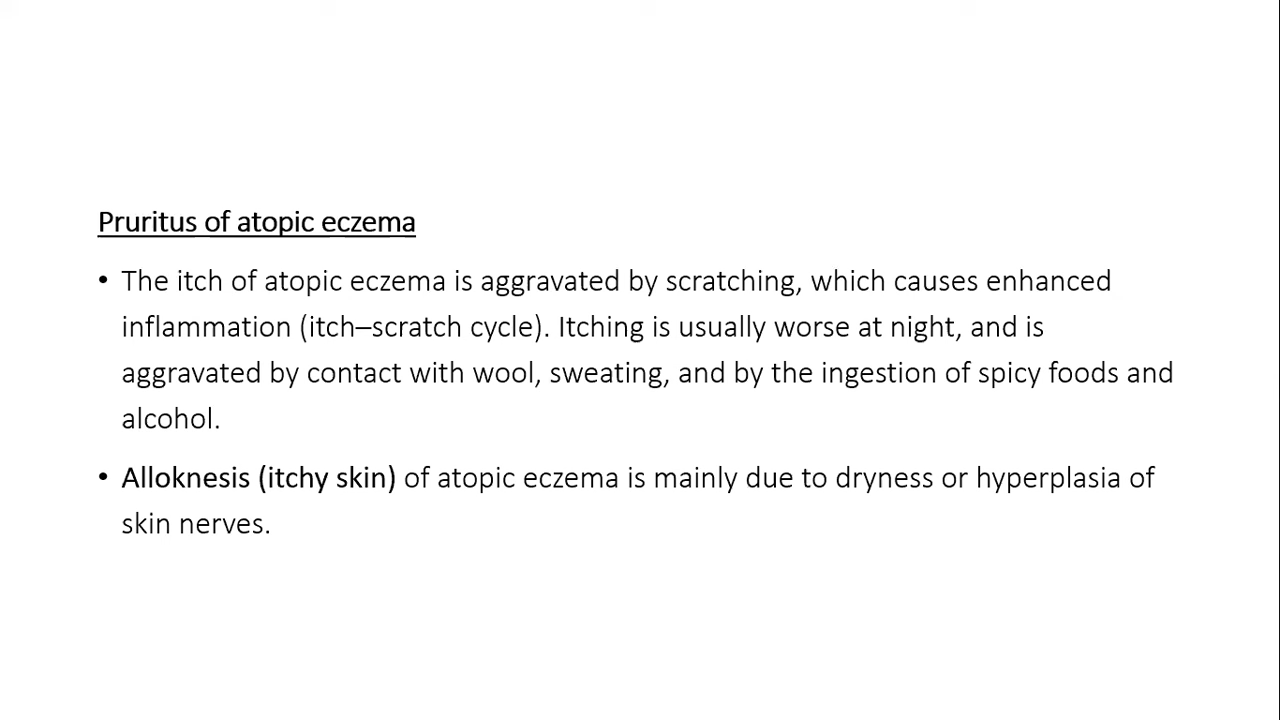 Pruritus of atopic eczema
• The itch of atopic eczema is aggravated by scratching, which causes enhanced
inflammation (itch–scratch cycle). Itching is usually worse at night, and is
aggravated by contact with wool, sweating, and by the ingestion of spicy foods and
alcohol.
• Alloknesis (itchy skin) of atopic eczema is mainly due to dryness or hyperplasia of
skin nerves.